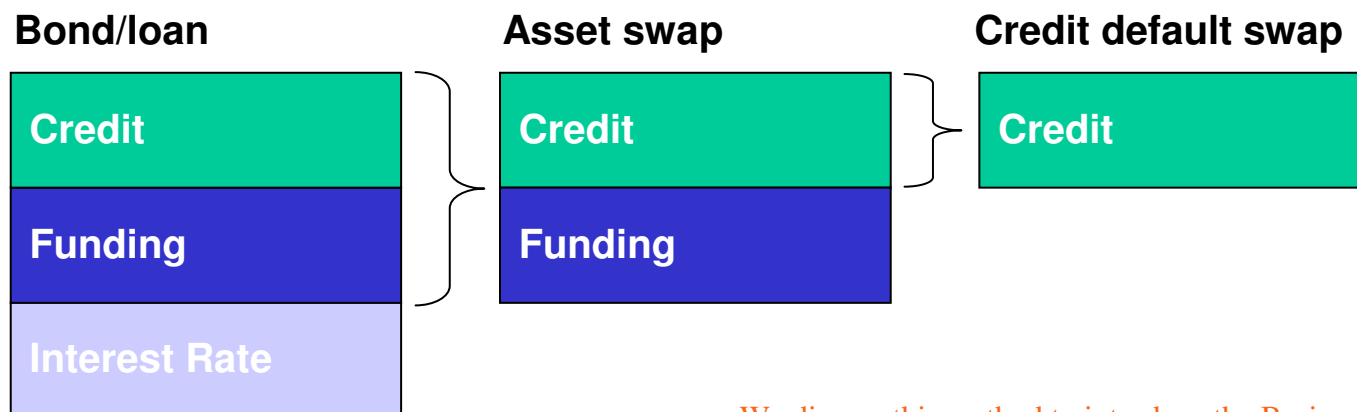 Bond/loan
Asset swap
Credit default swap
Credit
Funding
Interest Rate
Credit
Funding
Credit